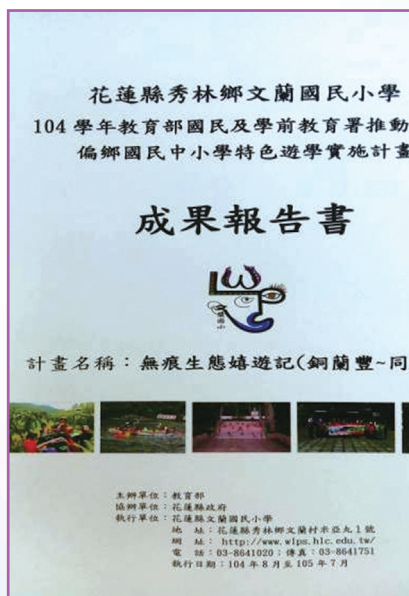 花蓮縣秀林鄉文蘭國民小學
104 學年教育部國民及學前教育署推動
偏鄉國民中小學特色遊學實施計畫
成果報告書
計畫名稱：無痕生態嬉遊記(銅蘭豐~同
主辦單位：教育部
協辦單位：花蓮縣政府
執行單位：花蓮縣文蘭國民小學
地　址：花蓮縣秀林鄉文蘭村米亞丸1號
網　址：http://www.wlps.hlc.edu.tw/
電　話：03-8641020；傳真：03-8641751
執行日期：104 年 8 月至 105 年 7 月